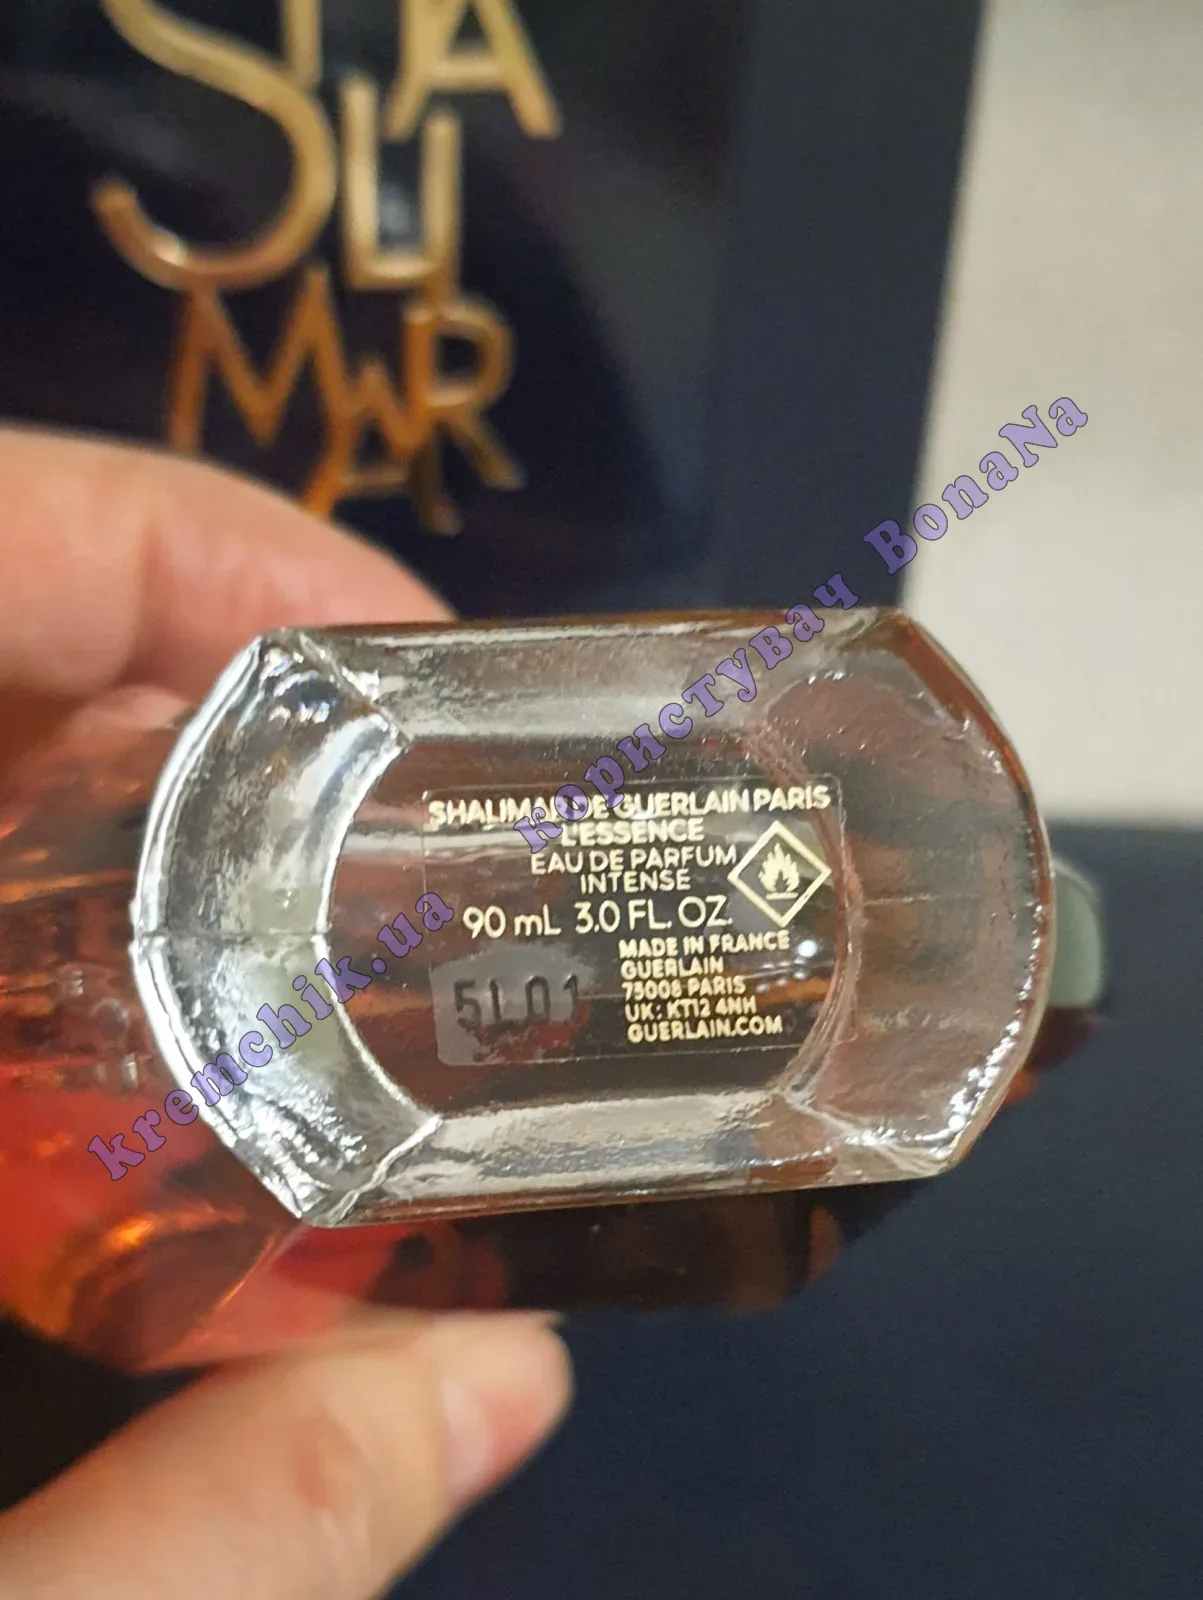 SHALIMAR
SHALIMAR DE GUERLAIN PARIS
L'ESSENCE
EAU DE PARFUM
INTENSE
90 mL 3.0 FL. OZ.
MADE IN FRANCE
GUERLAIN
75008 PARIS
UK: KT12 4NH
GUERLAIN.COM
5L01
kremchik.ua користувач BonaNa